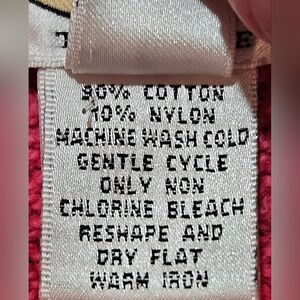 90% COTTON
10% NYLON
MACHINE WASH COLD
GENTLE CYCLE
ONLY NON
CHLORINE BLEACH
RESHAPE AND
DRY FLAT
WARM IRON